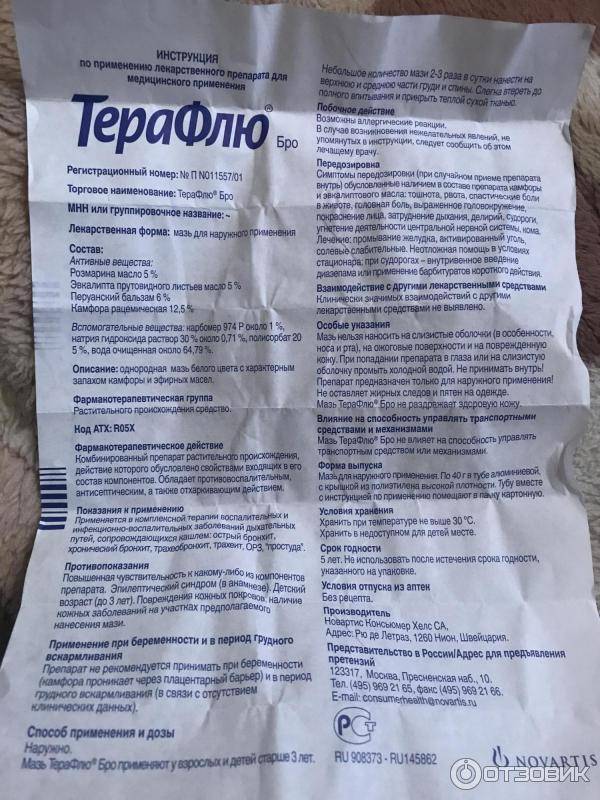 ИНСТРУКЦИЯ
по применению лекарственного препарата для
медицинского применения
ТераФлю® Бро
Регистрационный номер: № П N011557/01
Торговое наименование: ТераФлю® Бро
МНН или группировочное название: ~
Лекарственная форма: мазь для наружного применения
Состав:
Активные вещества:
Розмарина масло 5 %
Эвкалипта прутовидного листьев масло 5 %
Перуанский бальзам 6 %
Камфора рацемическая 12,5 %
Вспомогательные вещества: карбомер 974 Р около 1 %,
натрия гидроксида раствор 30 % около 0,71 %, полисорбат 20
5 %, вода очищенная около 64,79 %.
Описание: однородная мазь белого цвета с характерным
запахом камфоры и эфирных масел.
Фармакотерапевтическая группа
Растительного происхождения средство.
Код АТХ: R05X
Фармакотерапевтическое действие
Комбинированный препарат растительного происхождения,
действие которого обусловлено свойствами входящих в его
состав компонентов. Обладает противовоспалительным,
антисептическим, а также отхаркивающим действием.
Показания к применению
Применяется в комплексной терапии воспалительных и
инфекционно-воспалительных заболеваний дыхательных
путей, сопровождающихся кашлем: острый бронхит,
хронический бронхит, трахеобронхит, трахеит, ОРЗ, "простуда".
Противопоказания
Повышенная чувствительность к какому-либо из компонентов
препарата. Эпилептический синдром (в анамнезе). Детский
возраст (до 3 лет). Повреждения кожных покровов, наличие
кожных заболеваний на участках предполагаемого
нанесения мази.
Применение при беременности и в период грудного
вскармливания
Препарат не рекомендуется принимать при беременности
(камфора проникает через плацентарный барьер) и в период
грудного вскармливания (в связи с отсутствием
клинических данных).
Способ применения и дозы
Наружно.
Мазь ТераФлю® Бро применяют у взрослых и детей старше 3 лет.
Небольшое количество мази 2-3 раза в сутки нанести на
верхнюю и среднюю части груди и спины. Слегка втереть до
полного впитывания и прикрыть теплой сухой тканью.
Побочное действие
Возможны аллергические реакции.
В случае возникновения нежелательных явлений, не
упомянутых в инструкции, следует сообщить об этом
лечащему врачу.
Передозировка
Симптомы передозировки (при случайном приеме препарата
внутрь) обусловленные наличием в составе препарата камфоры
и эвкалиптового масла: тошнота, рвота, спастические боли
в животе, головная боль, выраженное головокружение,
покраснение лица, затруднение дыхания, делирий, судороги,
угнетение деятельности центральной нервной системы, кома.
Лечение: промывание желудка, активированный уголь,
солевые слабительные. Неотложная помощь в условиях
стационара: при судорогах – внутривенное введение
диазепама или применение барбитуратов короткого действия.
Взаимодействие с другими лекарственными средствами
Клинически значимых взаимодействий с другими
лекарственными средствами не выявлено.
Особые указания
Мазь нельзя наносить на слизистые оболочки (в особенности,
носа и рта), на ожоговые поверхности и на поврежденную
кожу. При попадании препарата в глаза или на слизистую
оболочку промыть холодной водой. Не принимать внутрь!
Препарат предназначен только для наружного применения!
Не оставляет жирных следов и пятен на одежде.
Мазь ТераФлю® Бро не раздражает здоровую кожу.
Влияние на способность управлять транспортными
средствами и механизмами
Мазь ТераФлю® Бро не влияет на способность управлять
транспортным средством или механизмами.
Форма выпуска
Мазь для наружного применения. По 40 г в тубе алюминиевой,
с крышкой из полиэтилена высокой плотности. Тубу вместе
с инструкцией по применению помещают в пачку картонную.
Условия хранения
Хранить при температуре не выше 30 °С.
Хранить в недоступном для детей месте.
Срок годности
5 лет. Не использовать после истечения срока годности,
указанного на упаковке.
Условия отпуска из аптек
Без рецепта.
Производитель
Новартис Консьюмер Хелс СА,
Адрес: Рю де Летраз, 1260 Нион, Швейцария.
Представительство в России/Адрес для предъявления
претензий
123317, Москва, Пресненская наб., 10.
Тел. (495) 969 21 65, факс (495) 969 21 66.
E-mail: consumerhealth@novartis.ru
РСТ
RU 908373 - RU145862
NOVARTIS
ОТЗОВИК